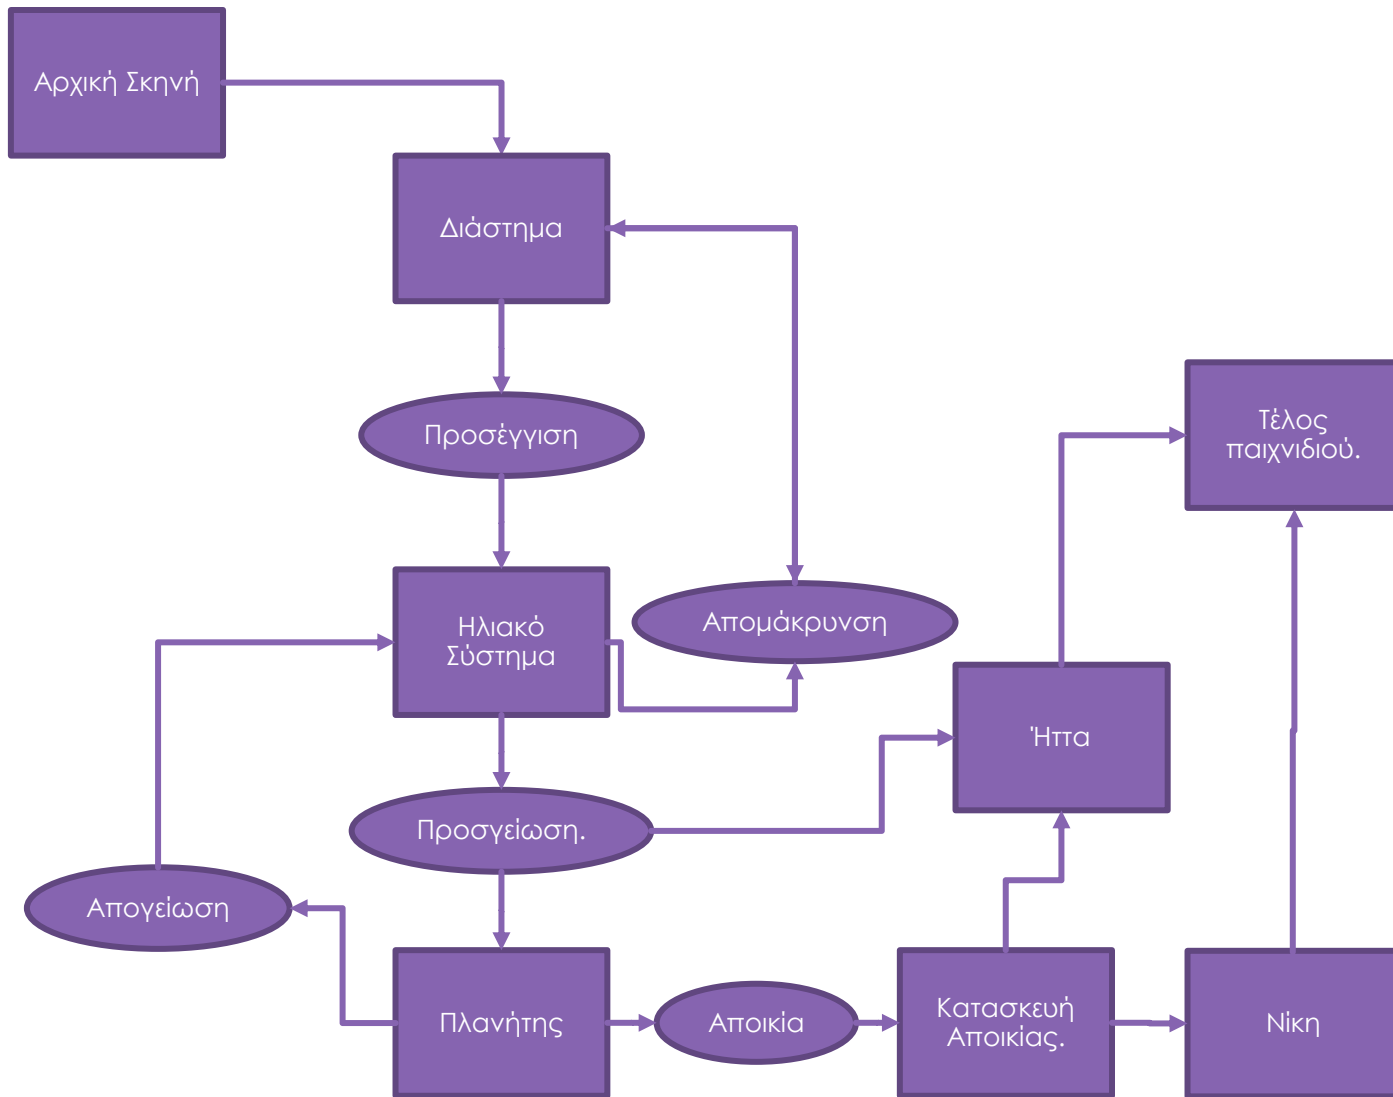 Αρχική Σκηνή
Διάστημα
Προσέγγιση
Τέλος
παιχνιδιού.
Ηλιακό
Σύστημα
Απομάκρυνση
Ήττα
Προσγείωση.
Απογείωση
Πλανήτης
Αποικία
Κατασκευή
Αποικίας.
Νίκη